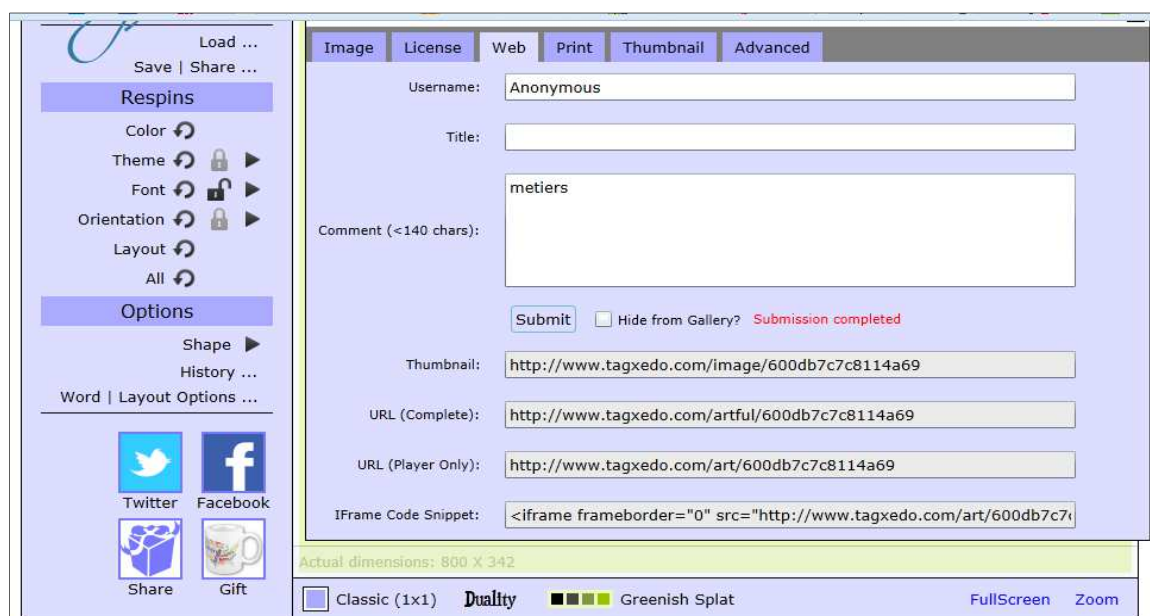 Load ...
Save | Share ...
Respins
Color
Theme
Font
Orientation
Layout
All
Options
Shape
History ...
Word | Layout Options ...
Twitter
Facebook
Share
Gift
Image
License
Web
Print
Thumbnail
Advanced
Username: Anonymous
Title:
Comment (<140 chars): metiers
Submit Hide from Gallery? Submission completed
Thumbnail: http://www.tagxedo.com/image/600db7c7c8114a69
URL (Complete): http://www.tagxedo.com/artful/600db7c7c8114a69
URL (Player Only): http://www.tagxedo.com/art/600db7c7c8114a69
IFrame Code Snippet: <iframe frameborder="0" src="http://www.tagxedo.com/art/600db7c7
Actual dimensions: 800 X 342
Classic (1x1) Duality Greenish Splat FullScreen Zoom